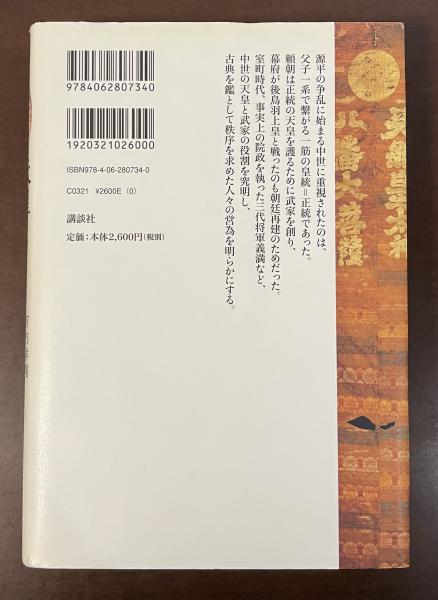 源平の争乱に始まる中世に重視されたのは、
父子一系で繋がる一筋の皇統＝正統であった。
頼朝は正統の天皇を護るために武家を創り、
幕府が後鳥羽上皇と戦ったのも朝廷再建のためだった。
室町時代、事実上の院政を執った三代将軍義満など、
中世の天皇と武家の役割を究明し、
古典を鑑として秩序を求めた人々の営為を明らかにする。
9784062807340
1920321026000
ISBN978-4-06-280734-0
C0321 ¥2600E (0)
講談社
定価：本体2,600円(税別)
八幡大菩薩